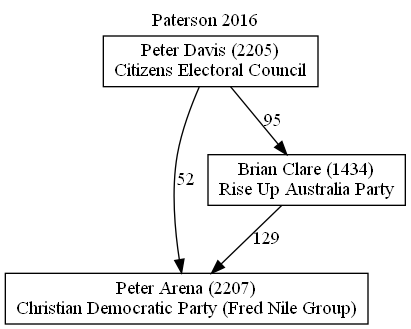 Paterson 2016
Peter Davis (2205)
Citizens Electoral Council
95
Brian Clare (1434)
Rise Up Australia Party
52
129
Peter Arena (2207)
Christian Democratic Party (Fred Nile Group)